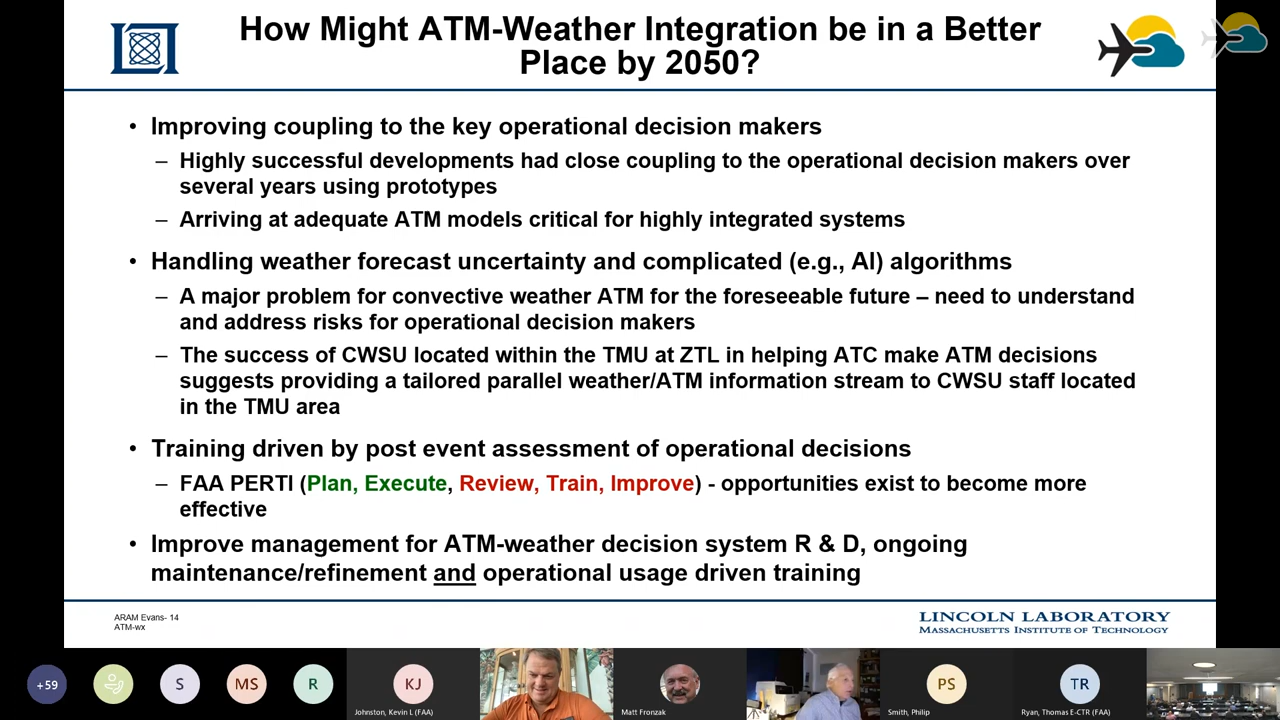 How Might ATM-Weather Integration be in a Better
Place by 2050?
• Improving coupling to the key operational decision makers
– Highly successful developments had close coupling to the operational decision makers over
several years using prototypes
– Arriving at adequate ATM models critical for highly integrated systems
• Handling weather forecast uncertainty and complicated (e.g., AI) algorithms
– A major problem for convective weather ATM for the foreseeable future – need to understand
and address risks for operational decision makers
– The success of CWSU located within the TMU at ZTL in helping ATC make ATM decisions
suggests providing a tailored parallel weather/ATM information stream to CWSU staff located
in the TMU area
• Training driven by post event assessment of operational decisions
– FAA PERTI (Plan, Execute, Review, Train, Improve) - opportunities exist to become more
effective
• Improve management for ATM-weather decision system R & D, ongoing
maintenance/refinement and operational usage driven training
ARAM Evans- 14
ATM-wx
LINCOLN LABORATORY
MASSACHUSETTS INSTITUTE OF TECHNOLOGY
+59
S
MS
R
KJ
PS
TR
Johnston, Kevin L (FAA)
Matt Fronzak
Smith, Philip
Ryan, Thomas E-CTR (FAA)